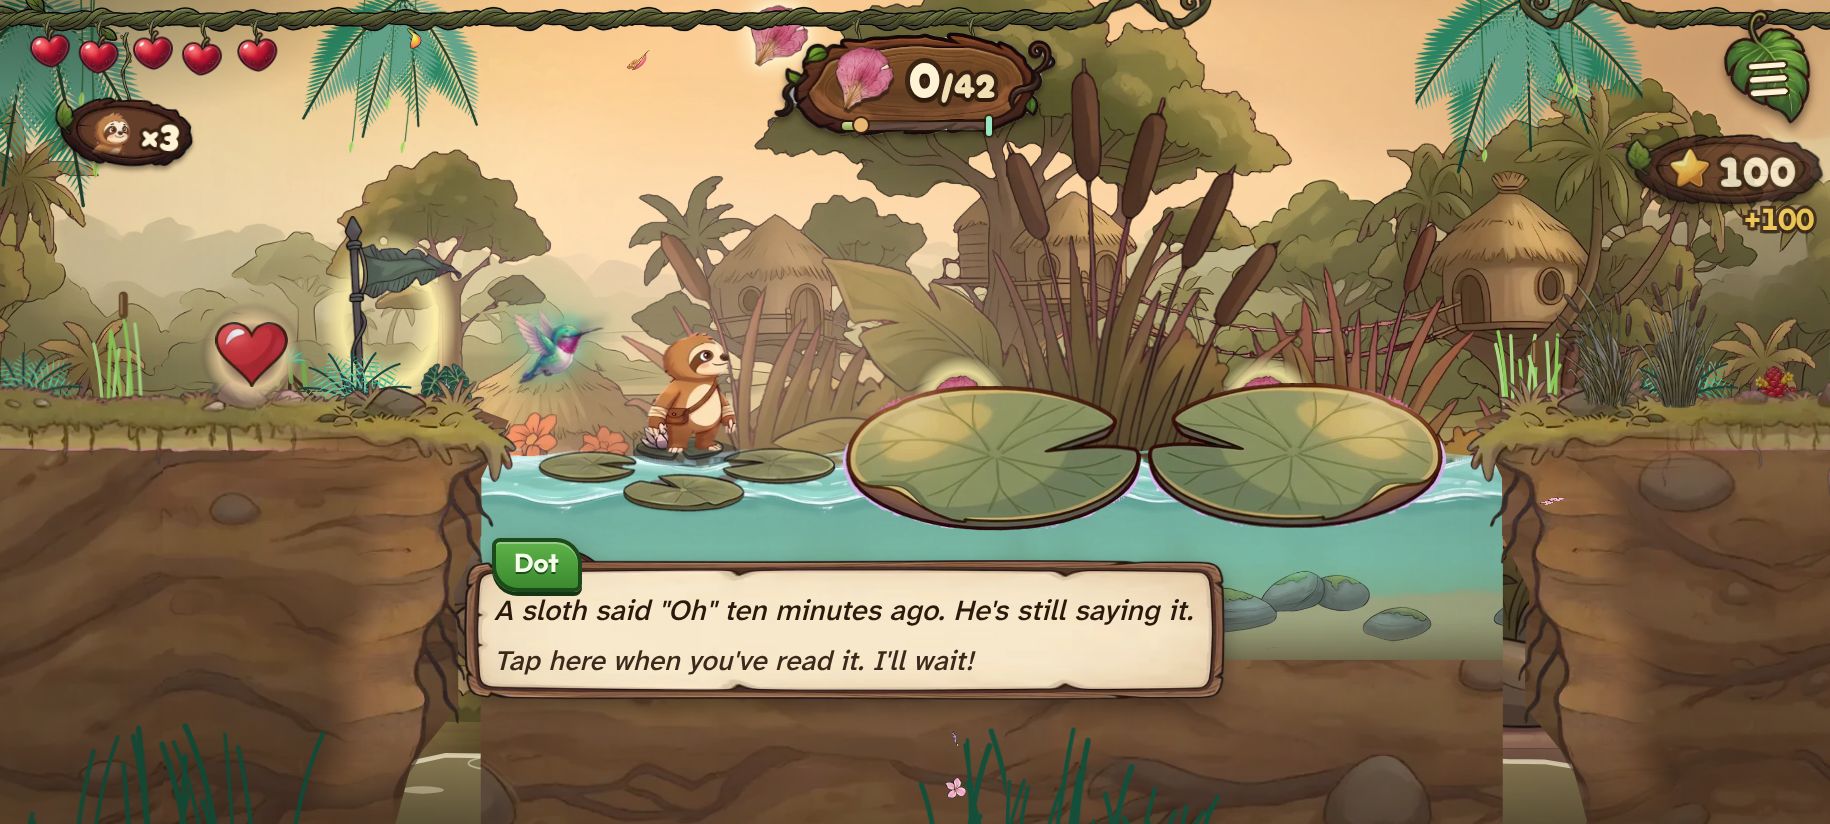 ×3
0/42
100
+100
Dot
A sloth said "Oh" ten minutes ago. He's still saying it.
Tap here when you've read it. I'll wait!